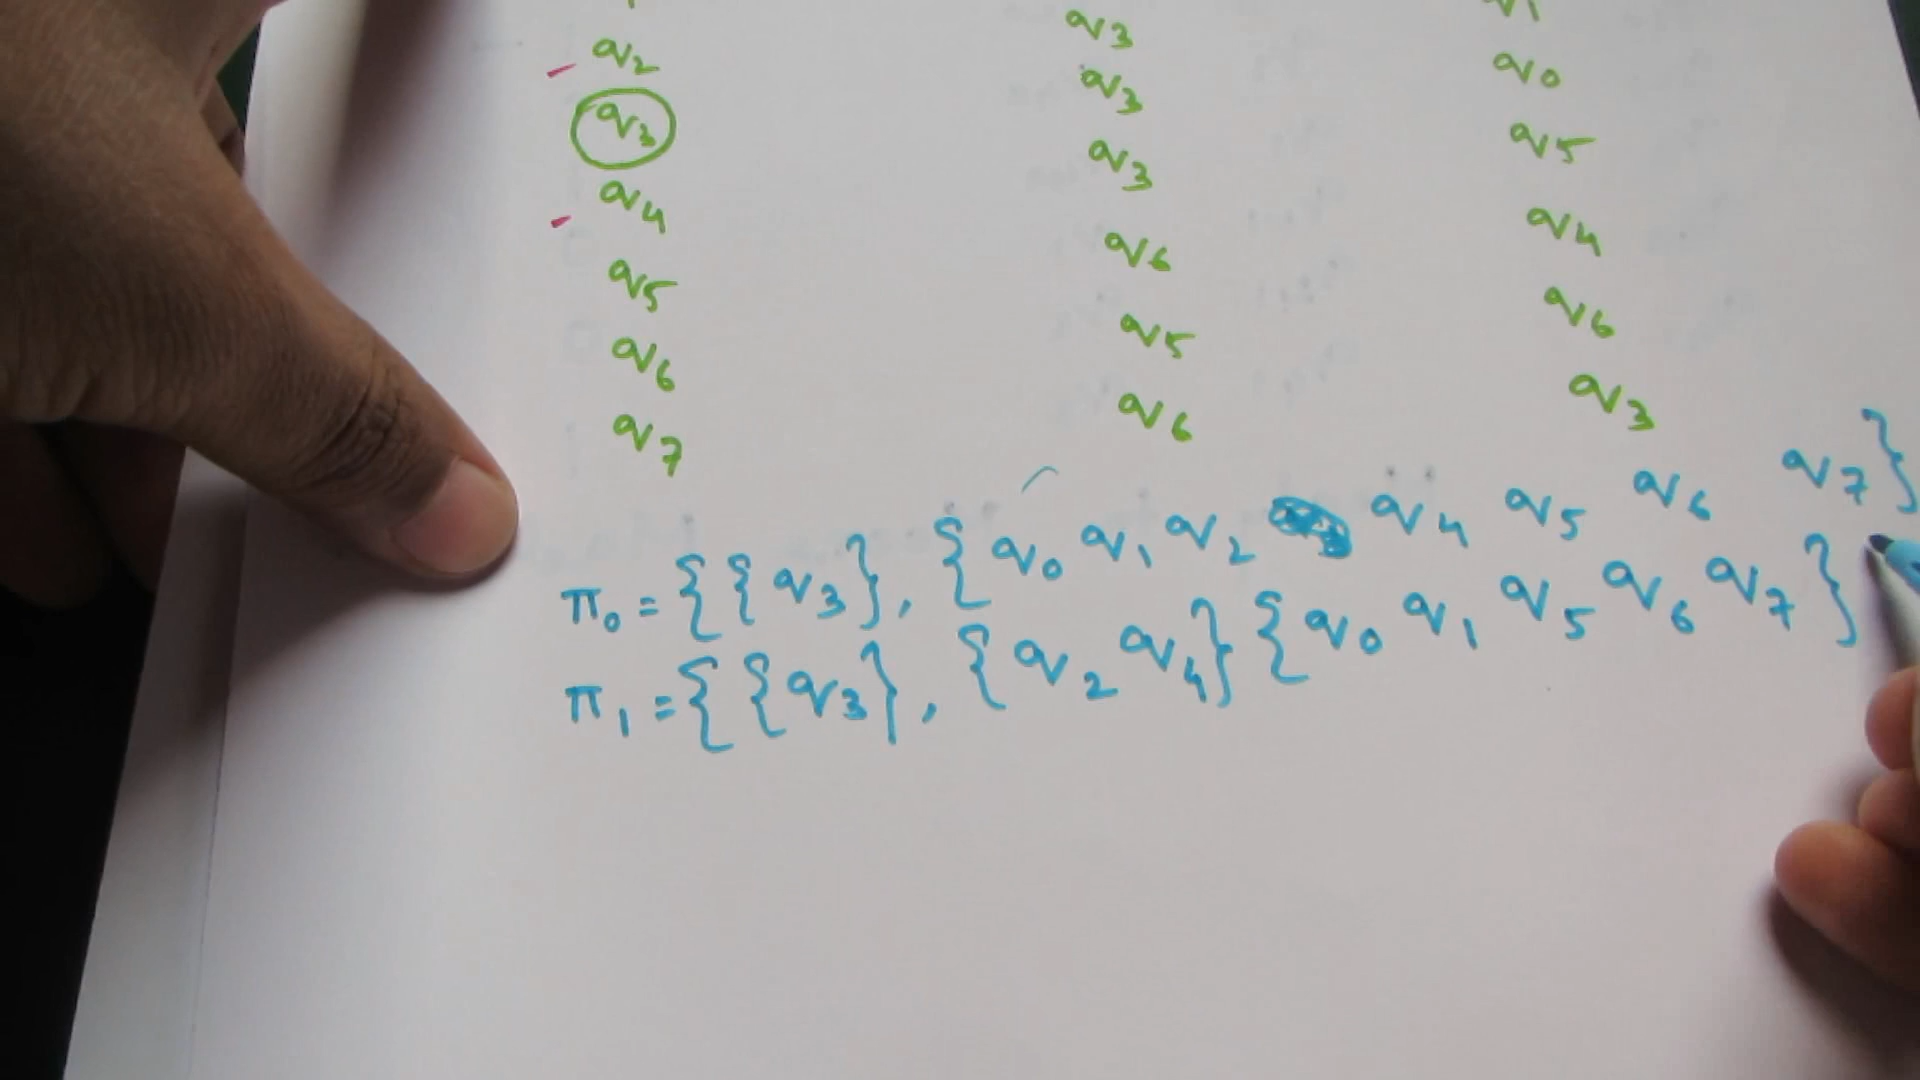 q3 q1
q2 q3 q0
q3 q3 q5
q4 q6 q4
q5 q5 q6
q6 q6 q3
q7
π0 = {{q3}, {q0 q1 q2 q4 q5 q6 q7}
π1 = {{q3}, {q2 q4} {q0 q1 q5 q6 q7}